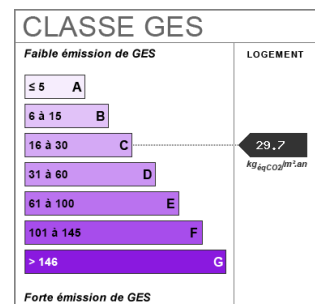 CLASSE GES
Faible émission de GES
LOGEMENT
≤ 5 A
6 à 15 B
16 à 30 C
29.7
kgéqCO2/m².an
31 à 60 D
61 à 100 E
101 à 145 F
> 146 G
Forte émission de GES